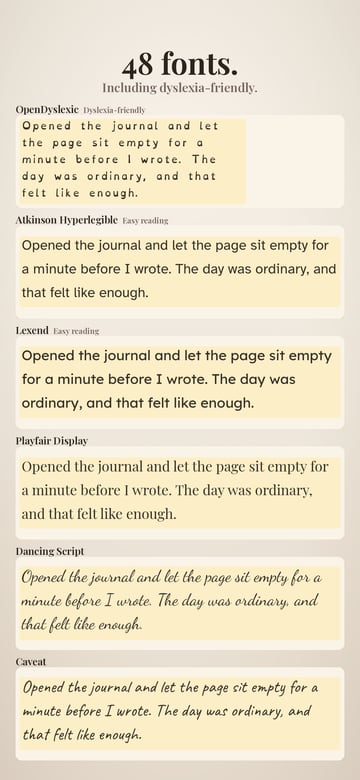 48 fonts.
Including dyslexia-friendly.
OpenDyslexic Dyslexia-friendly
Opened the journal and let
the page sit empty for a
minute before I wrote. The
day was ordinary, and that
felt like enough.
Atkinson Hyperlegible Easy reading
Opened the journal and let the page sit empty for
a minute before I wrote. The day was ordinary, and
that felt like enough.
Lexend Easy reading
Opened the journal and let the page sit empty
for a minute before I wrote. The day was
ordinary, and that felt like enough.
Playfair Display
Opened the journal and let the page sit empty for
a minute before I wrote. The day was ordinary,
and that felt like enough.
Dancing Script
Opened the journal and let the page sit empty for a
minute before I wrote. The day was ordinary, and
that felt like enough.
Caveat
Opened the journal and let the page sit empty for a
minute before I wrote. The day was ordinary, and
that felt like enough.